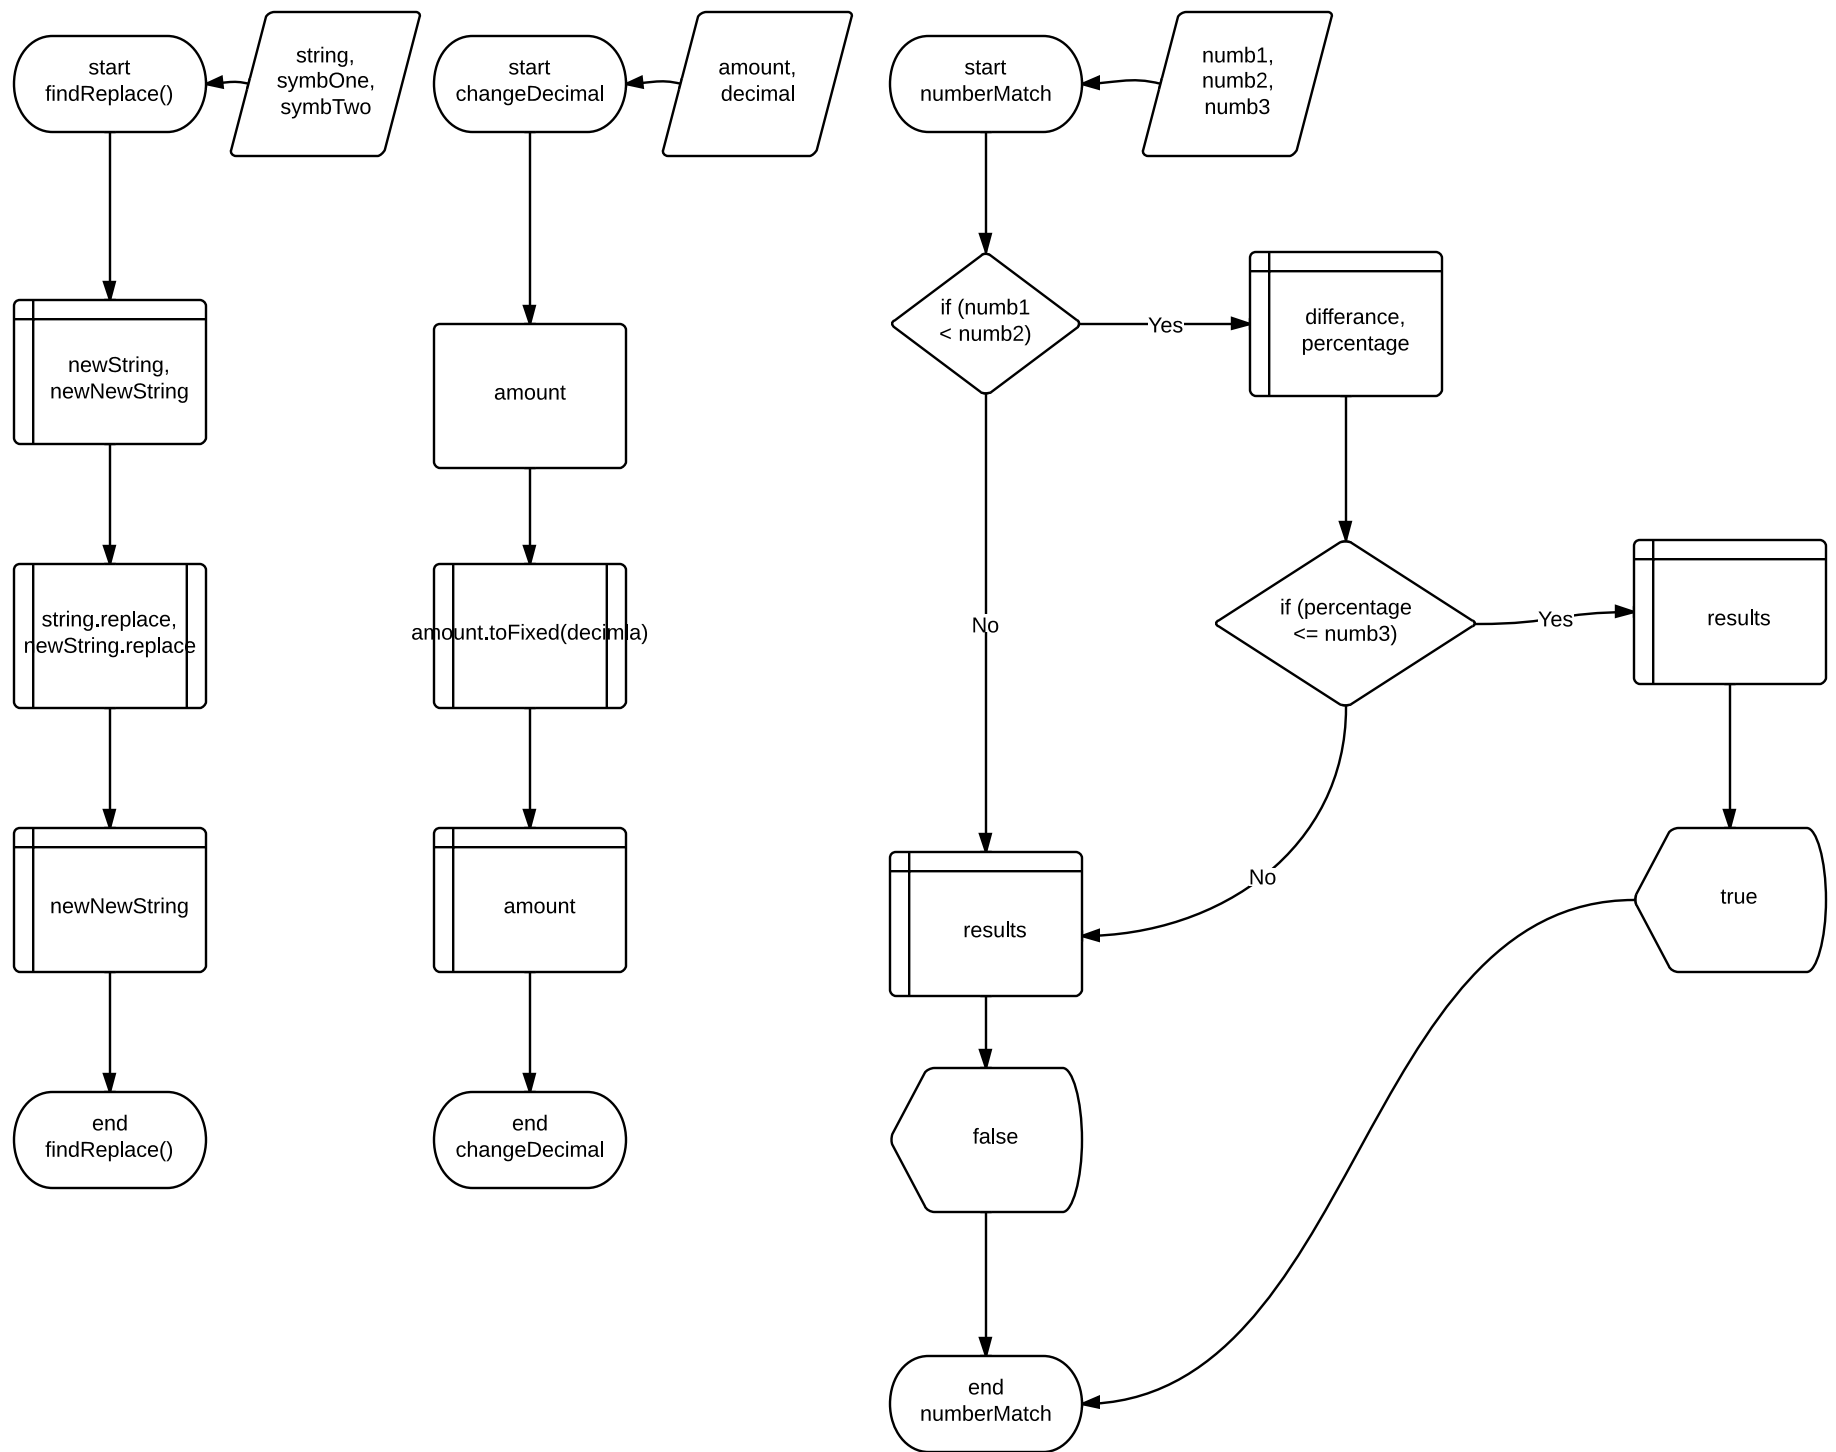 start
findReplace()
string,
symbOne,
symbTwo
newString,
newNewString
string.replace,
newString.replace
newNewString
end
findReplace()
start
changeDecimal
amount,
decimal
amount
amount.toFixed(decimla)
amount
end
changeDecimal
start
numberMatch
numb1,
numb2,
numb3
if (numb1
< numb2)
Yes
differance,
percentage
No
if (percentage
<= numb3)
Yes
results
No
results
true
false
end
numberMatch